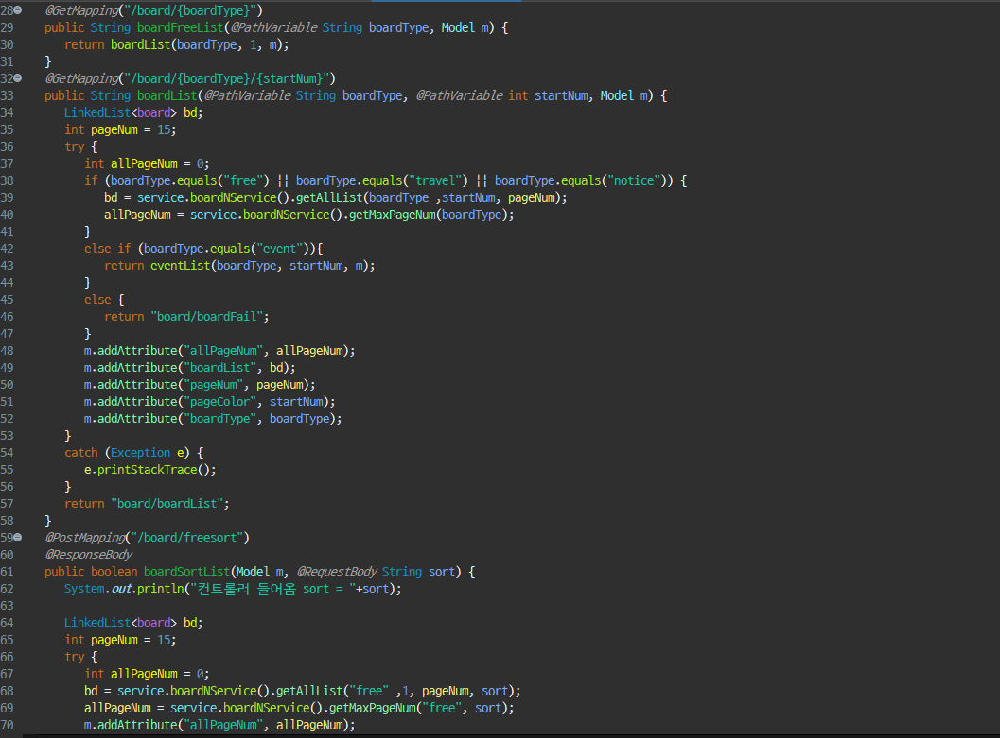 28 @GetMapping("/board/{boardType}")
29 public String boardFreeList(@PathVariable String boardType, Model m) {
30 return boardList(boardType, 1, m);
31 }
32 @GetMapping("/board/{boardType}/{startNum}")
33 public String boardList(@PathVariable String boardType, @PathVariable int startNum, Model m) {
34 LinkedList<board> bd;
35 int pageNum = 15;
36 try {
37 int allPageNum = 0;
38 if (boardType.equals("free") || boardType.equals("travel") || boardType.equals("notice")) {
39 bd = service.boardNService().getAllList(boardType ,startNum, pageNum);
40 allPageNum = service.boardNService().getMaxPageNum(boardType);
41 }
42 else if (boardType.equals("event")){
43 return eventList(boardType, startNum, m);
44 }
45 else {
46 return "board/boardFail";
47 }
48 m.addAttribute("allPageNum", allPageNum);
49 m.addAttribute("boardList", bd);
50 m.addAttribute("pageNum", pageNum);
51 m.addAttribute("pageColor", startNum);
52 m.addAttribute("boardType", boardType);
53 }
54 catch (Exception e) {
55 e.printStackTrace();
56 }
57 return "board/boardList";
58 }
59 @PostMapping("/board/freesort")
60 @ResponseBody
61 public boolean boardSortList(Model m, @RequestBody String sort) {
62 System.out.println("컨트롤러 들어옴 sort = "+sort);
63
64 LinkedList<board> bd;
65 int pageNum = 15;
66 try {
67 int allPageNum = 0;
68 bd = service.boardNService().getAllList("free" ,1, pageNum, sort);
69 allPageNum = service.boardNService().getMaxPageNum("free", sort);
70 m.addAttribute("allPageNum", allPageNum);